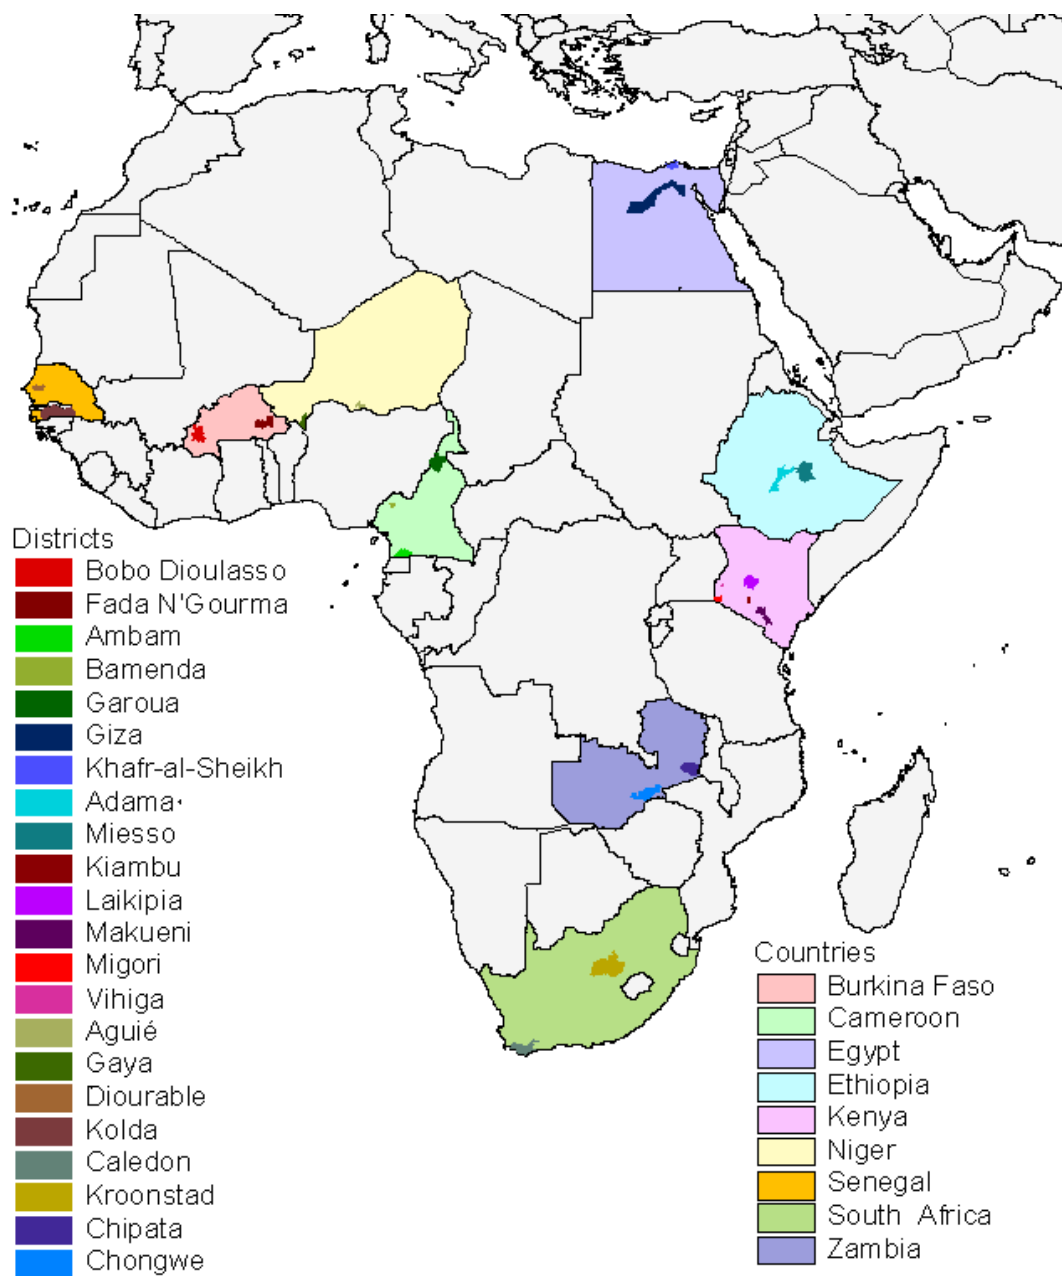 Districts
Bobo Dioulasso
Fada N'Gourma
Ambam
Bamenda
Garoua
Giza
Khafr-al-Sheikh
Adama
Miesso
Kiambu
Laikipia
Makueni
Migori
Vihiga
Aguié
Gaya
Diourable
Kolda
Caledon
Kroonstad
Chipata
Chongwe
Countries
Burkina Faso
Cameroon
Egypt
Ethiopia
Kenya
Niger
Senegal
South Africa
Zambia